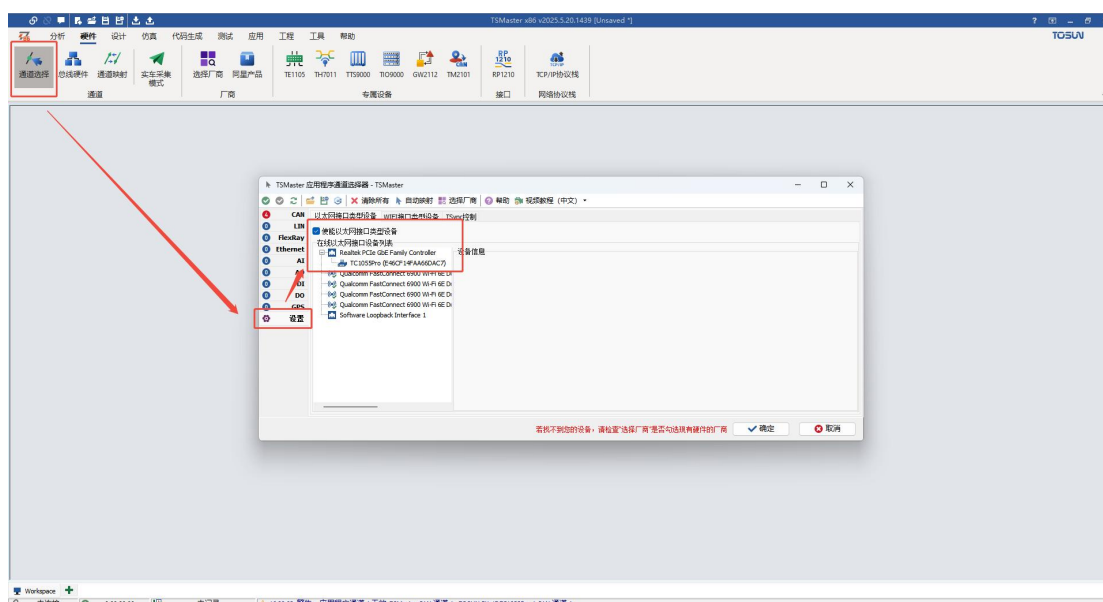 TSMaster x86 v2025.5.20.1439 [Unsaved *]
分析 硬件 设计 仿真 代码生成 测试 应用 工程 工具 帮助
TOSUN
通道选择 总线硬件 通道映射 实车采集模式 选择厂商 同星产品 TE1105 TH7011 TTS9000 TIO9000 GW2112 TM2101 RP1210 TCP/IP协议栈
通道 厂商 专属设备 接口 网络协议栈
TSMaster 应用程序通道选择器 - TSMaster
清除所有 自动映射 选择厂商 帮助 视频教程 (中文)
CAN
LIN
FlexRay
Ethernet
AI
DI
DO
GPS
设置
以太网接口类型设备 WIFI接口类型设备 TSync控制
使能以太网接口类型设备
在线以太网接口设备列表
设备信息
Realtek PCIe GbE Family Controller
TC1055Pro (E46CF14FAA66DAC7)
Qualcomm FastConnect 6900 Wi-Fi 6E D
Qualcomm FastConnect 6900 Wi-Fi 6E D
Qualcomm FastConnect 6900 Wi-Fi 6E D
Qualcomm FastConnect 6900 Wi-Fi 6E D
Software Loopback Interface 1
若找不到您的设备,请检查"选择厂商"是否勾选现有硬件的厂商
确定
取消
Workspace